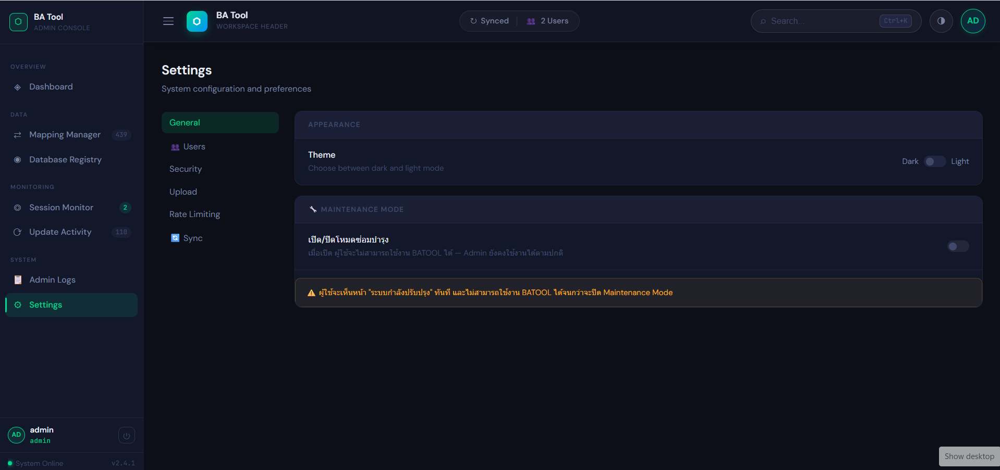 BA Tool
ADMIN CONSOLE
OVERVIEW
Dashboard
DATA
Mapping Manager 439
Database Registry
MONITORING
Session Monitor 2
Update Activity 110
SYSTEM
Admin Logs
Settings
AD
admin
admin
System Online v2.4.1
BA Tool
WORKSPACE HEADER
Synced 2 Users
Search... Ctrl+K
AD
Settings
System configuration and preferences
General
Users
Security
Upload
Rate Limiting
Sync
APPEARANCE
Theme
Choose between dark and light mode
Dark Light
MAINTENANCE MODE
เปิด/ปิดโหมดซ่อมบำรุง
เมื่อเปิด ผู้ใช้จะไม่สามารถใช้งาน BATOOL ได้ — Admin ยังคงใช้งานได้ตามปกติ
ผู้ใช้จะเห็นหน้า "ระบบกำลังปรับปรุง" ทันที และไม่สามารถใช้งาน BATOOL ได้จนกว่าจะปิด Maintenance Mode
Show desktop